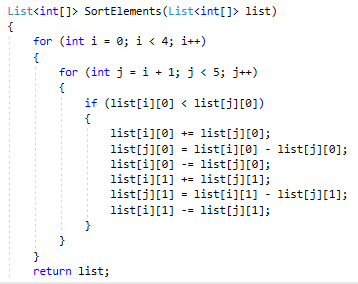 List<int[]> SortElements(List<int[]> list)
{
    for (int i = 0; i < 4; i++)
    {
        for (int j = i + 1; j < 5; j++)
        {
            if (list[i][0] < list[j][0])
            {
                list[i][0] += list[j][0];
                list[j][0] = list[i][0] - list[j][0];
                list[i][0] -= list[j][0];
                list[i][1] += list[j][1];
                list[j][1] = list[i][1] - list[j][1];
                list[i][1] -= list[j][1];
            }
        }
    }
    return list;